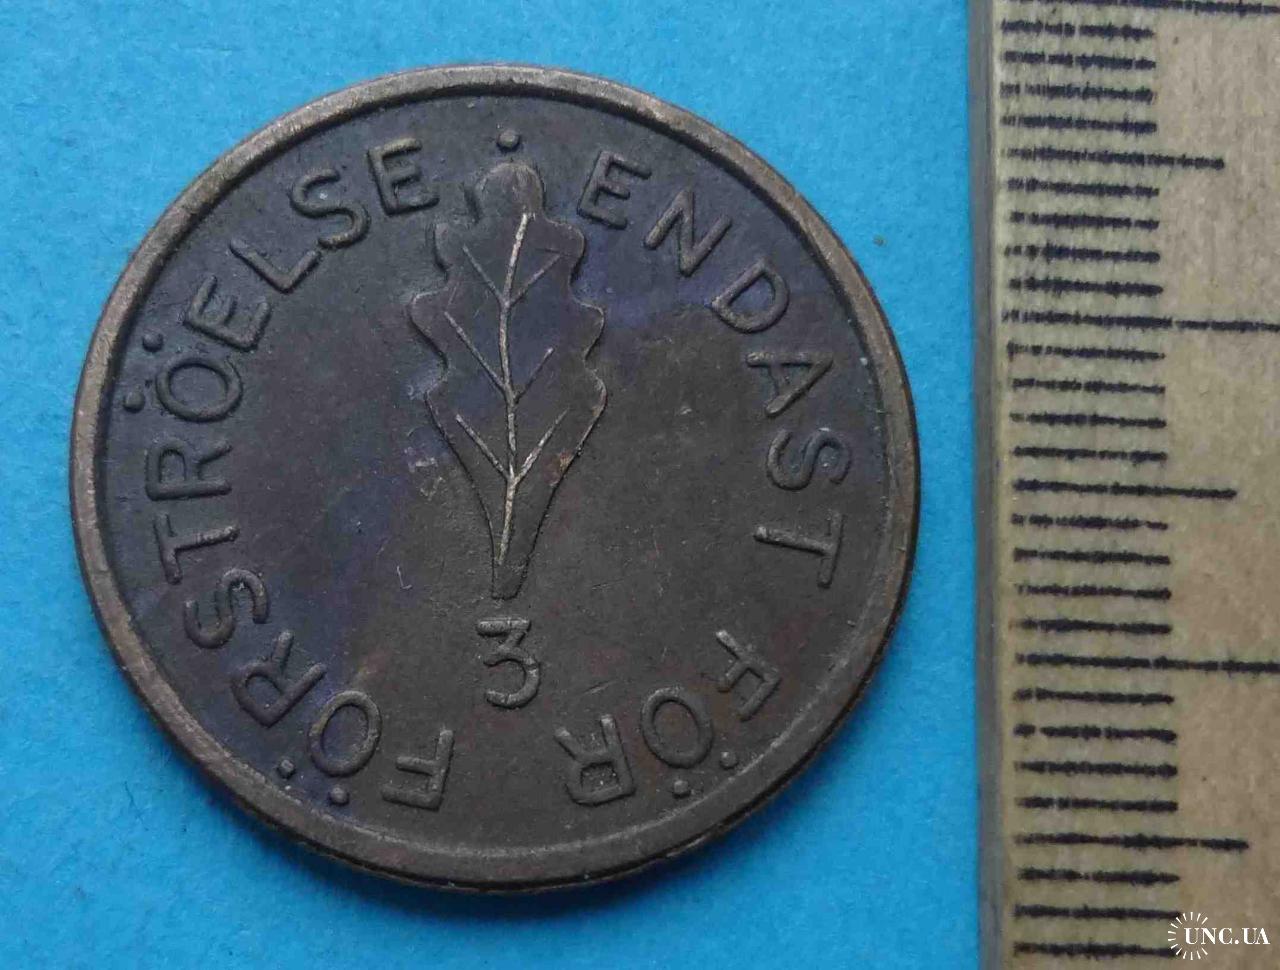 ENDAST FÖR FÖRSTRÖELSE
3
UNC.UA